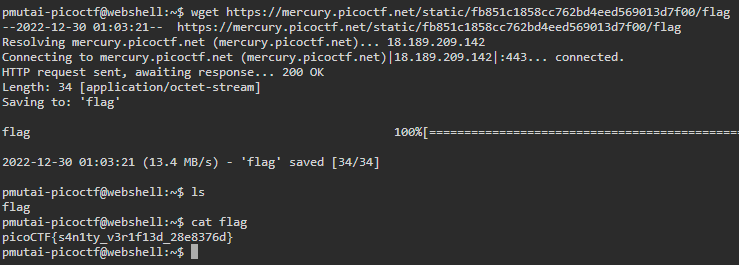 pmutai-picoctf@webshell:~$ wget https://mercury.picoctf.net/static/fb851c1858cc762bd4eed569013d7f00/flag
--2022-12-30 01:03:21--  https://mercury.picoctf.net/static/fb851c1858cc762bd4eed569013d7f00/flag
Resolving mercury.picoctf.net (mercury.picoctf.net)... 18.189.209.142
Connecting to mercury.picoctf.net (mercury.picoctf.net)|18.189.209.142|:443... connected.
HTTP request sent, awaiting response... 200 OK
Length: 34 [application/octet-stream]
Saving to: 'flag'
flag 100%[============================================
2022-12-30 01:03:21 (13.4 MB/s) - 'flag' saved [34/34]
pmutai-picoctf@webshell:~$ ls
flag
pmutai-picoctf@webshell:~$ cat flag
picoCTF{s4n1ty_v3r1f13d_28e8376d}
pmutai-picoctf@webshell:~$